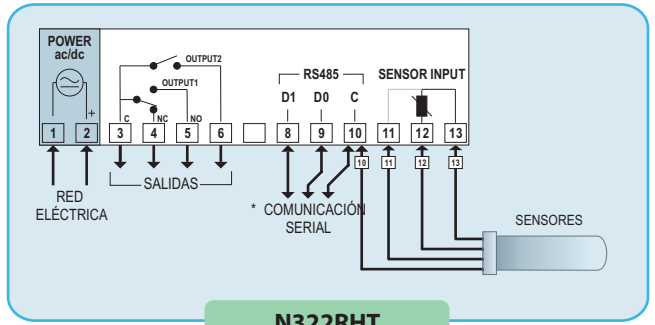 POWER
ac/dc
OUTPUT2
OUTPUT1
RS485
SENSOR INPUT
D1 D0 C
+
C NC NO
1 2 3 4 5 6 8 9 10 11 12 13
10 11 12 13
SALIDAS
RED
ELÉCTRICA
* COMUNICACIÓN
SERIAL
SENSORES
N322RHT